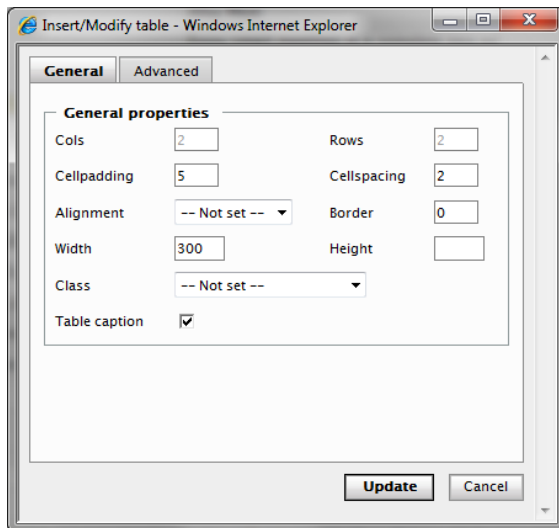 Insert/Modify table - Windows Internet Explorer
General Advanced
General properties
Cols 2 Rows 2
Cellpadding 5 Cellspacing 2
Alignment -- Not set -- Border 0
Width 300 Height
Class -- Not set --
Table caption
Update Cancel